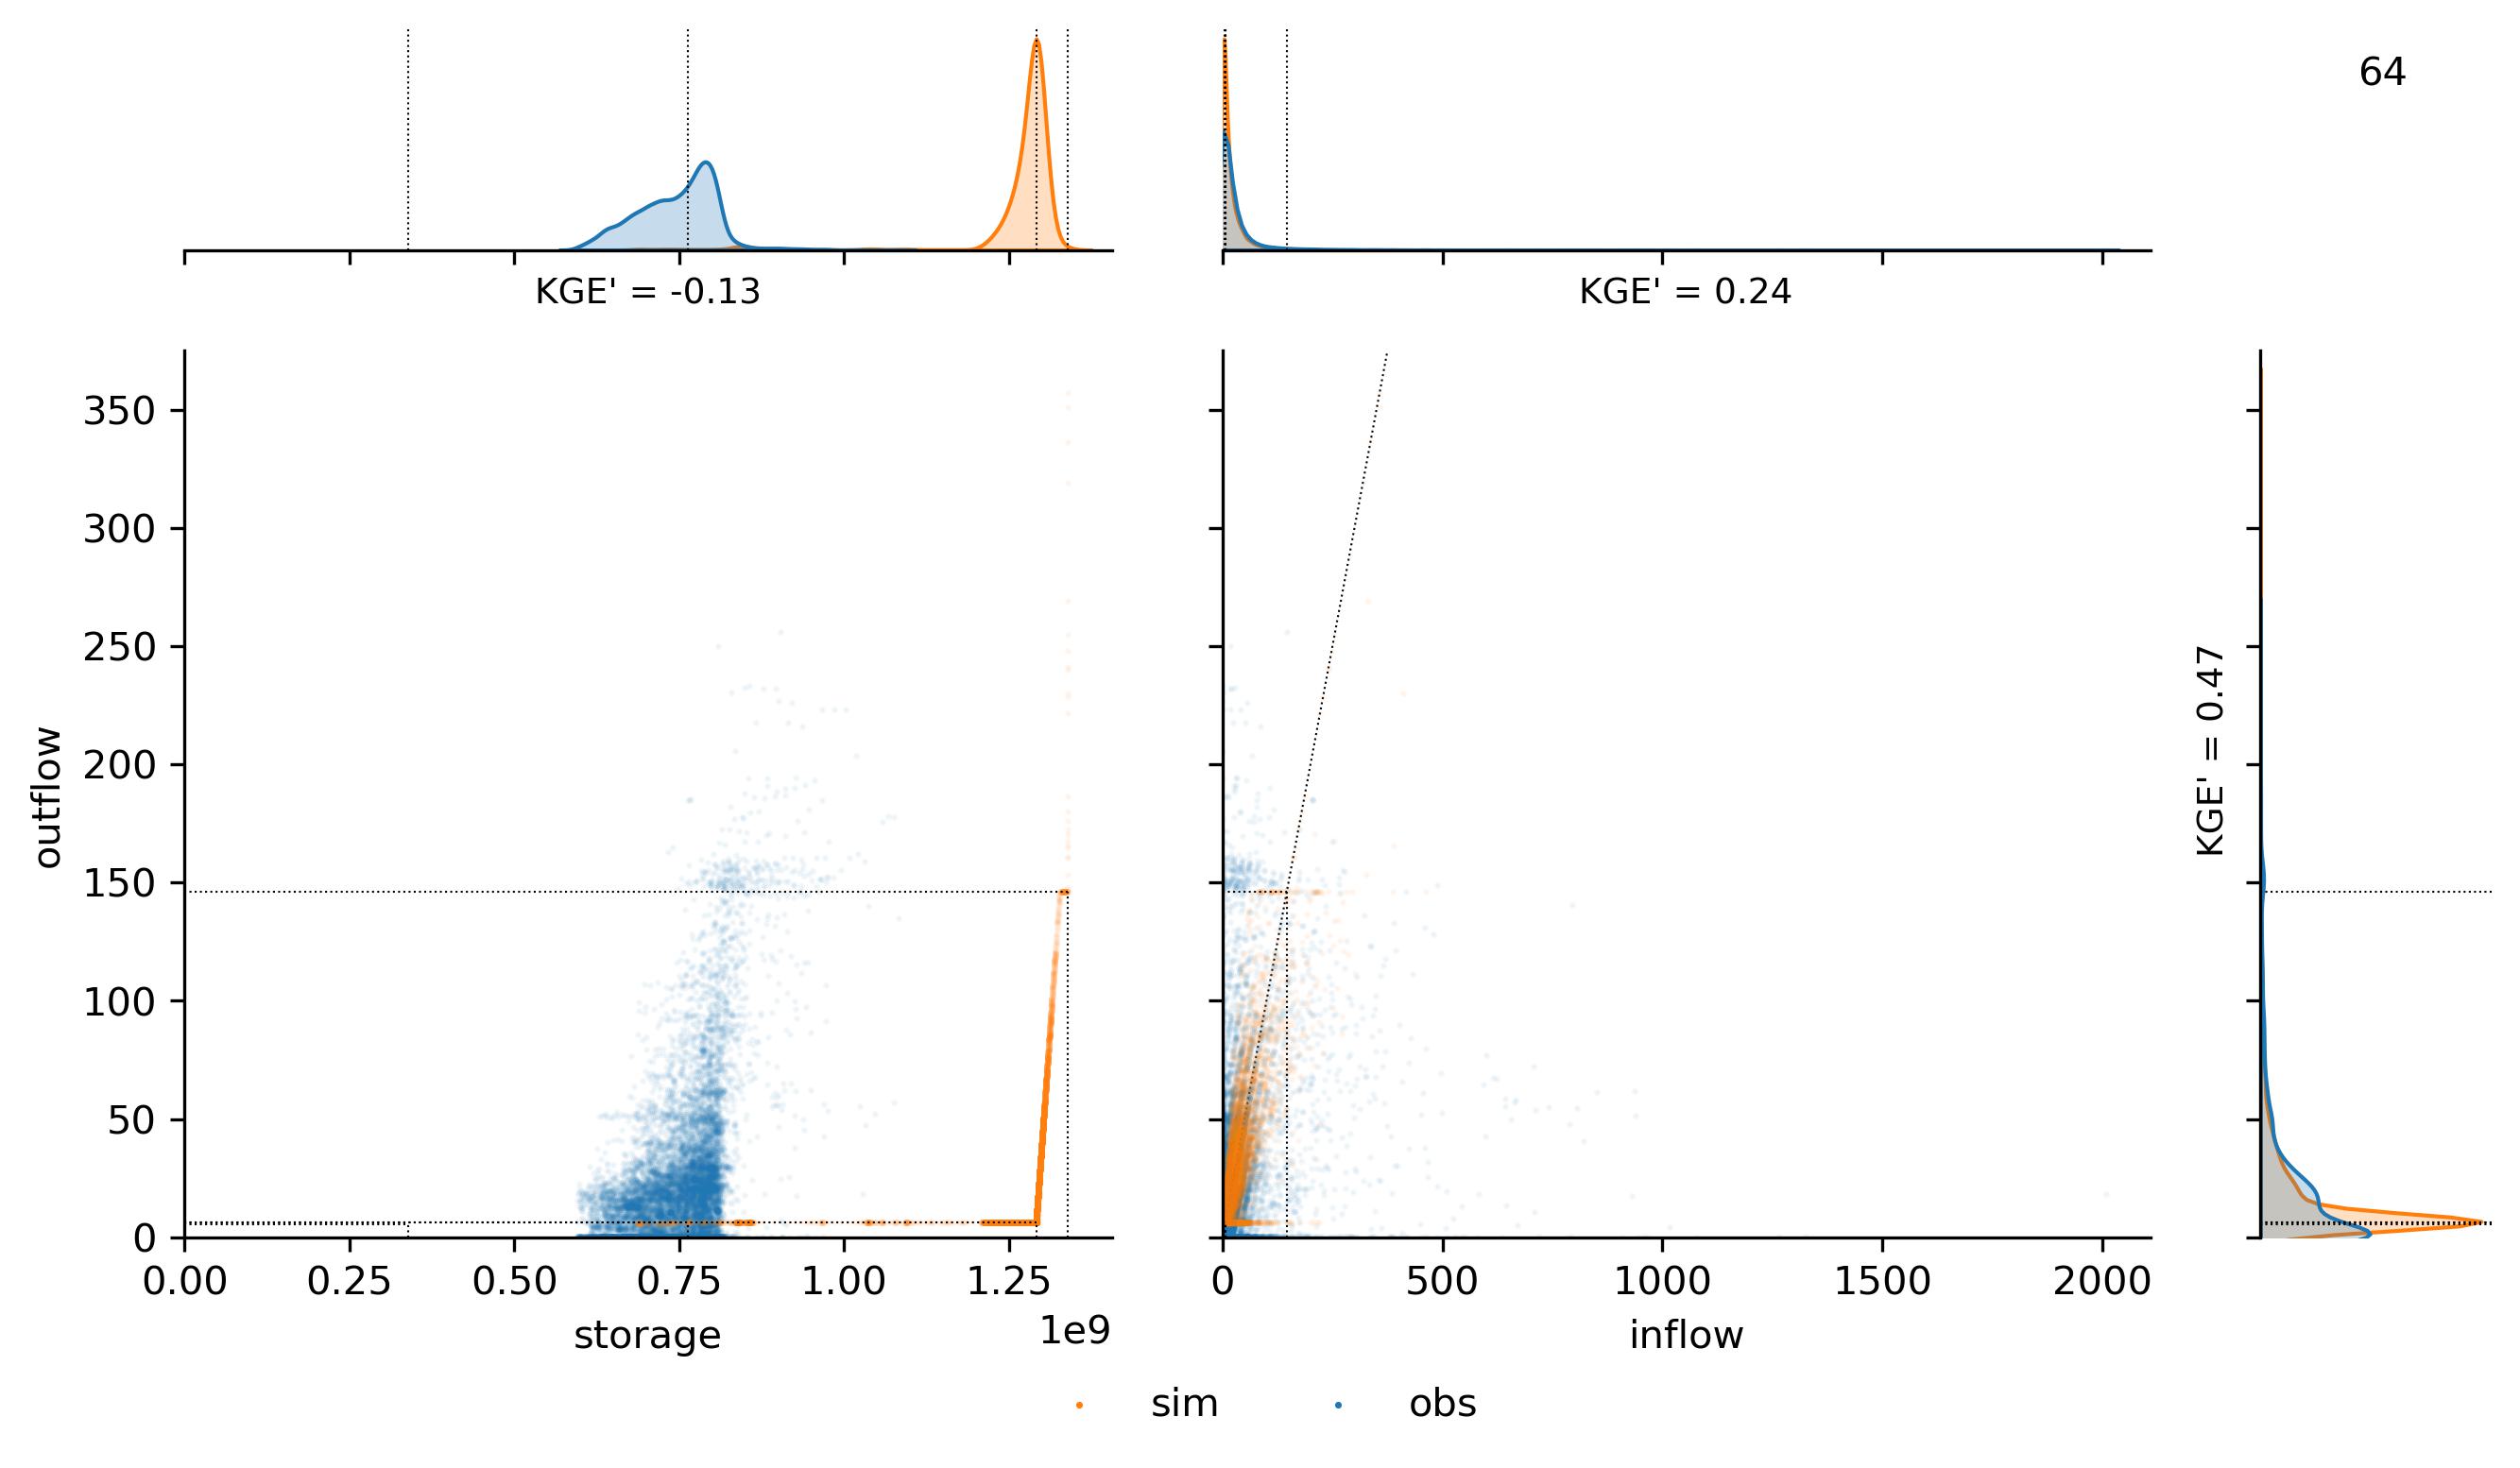 64
KGE' = -0.13
KGE' = 0.24
outflow
350
300
250
200
150
100
50
0
KGE' = 0.47
0.00 0.25 0.50 0.75 1.00 1.25
1e9
storage
0 500 1000 1500 2000
inflow
sim obs